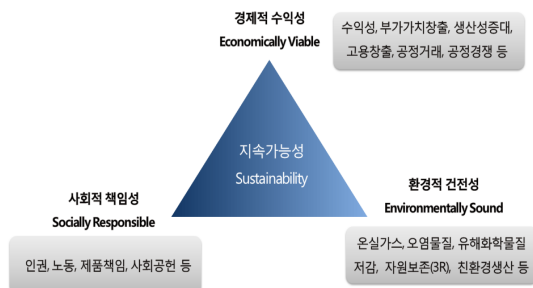 경제적 수익성
Economically Viable
수익성, 부가가치창출, 생산성증대,
고용창출, 공정거래, 공정경쟁 등
지속가능성
Sustainability
사회적 책임성
Socially Responsible
인권, 노동, 제품책임, 사회공헌 등
환경적 건전성
Environmentally Sound
온실가스, 오염물질, 유해화학물질
저감, 자원보존(3R), 친환경생산 등